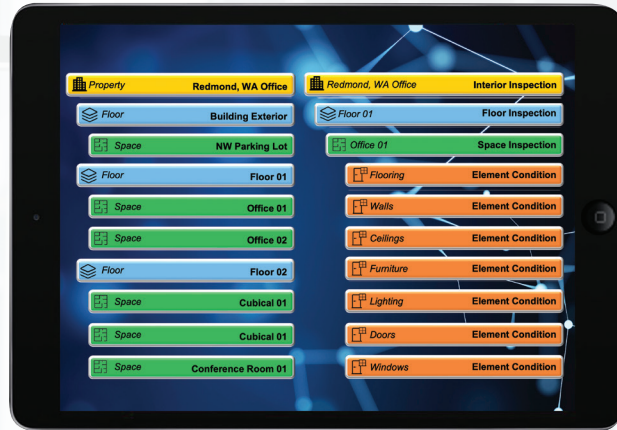 Property Redmond, WA Office
Floor Building Exterior
Space NW Parking Lot
Floor Floor 01
Space Office 01
Space Office 02
Floor Floor 02
Space Cubical 01
Space Cubical 01
Space Conference Room 01
Redmond, WA Office Interior Inspection
Floor 01 Floor Inspection
Office 01 Space Inspection
Flooring Element Condition
Walls Element Condition
Ceilings Element Condition
Furniture Element Condition
Lighting Element Condition
Doors Element Condition
Windows Element Condition